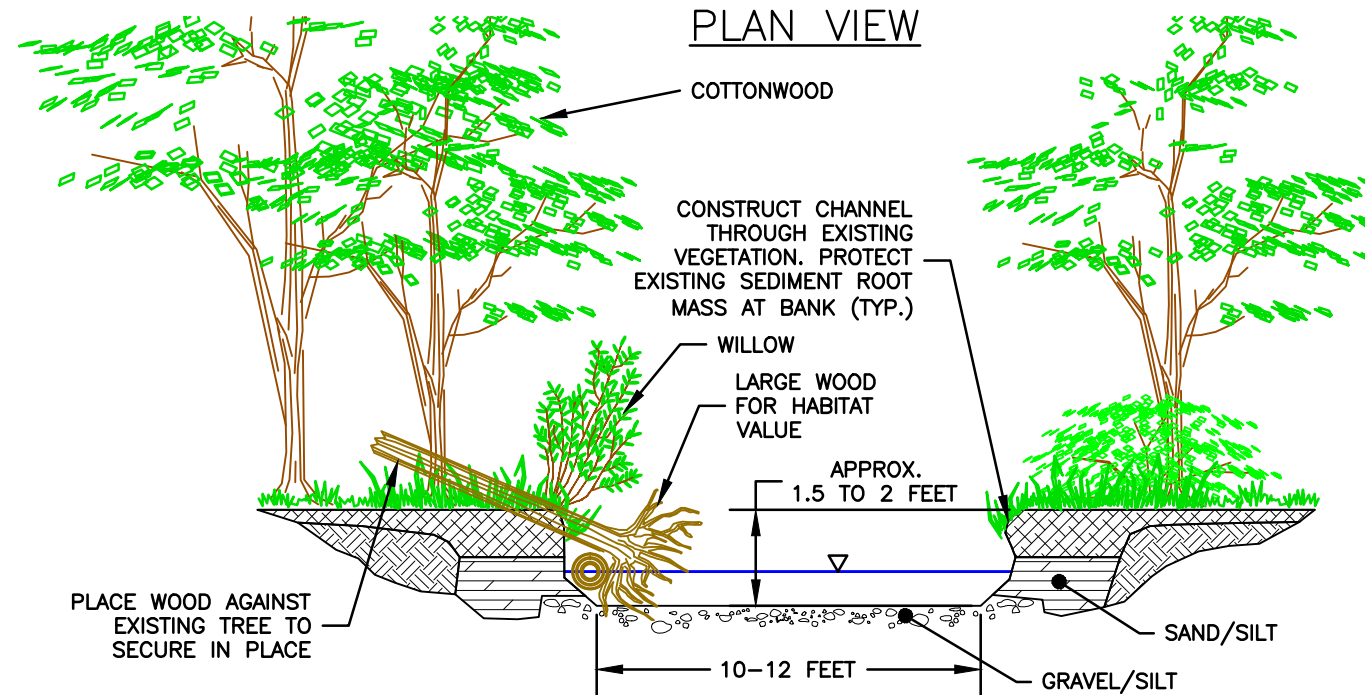 PLAN VIEW
COTTONWOOD
CONSTRUCT CHANNEL
THROUGH EXISTING
VEGETATION. PROTECT
EXISTING SEDIMENT ROOT
MASS AT BANK (TYP.)
WILLOW
LARGE WOOD
FOR HABITAT
VALUE
APPROX.
1.5 TO 2 FEET
PLACE WOOD AGAINST
EXISTING TREE TO
SECURE IN PLACE
SAND/SILT
10-12 FEET
GRAVEL/SILT